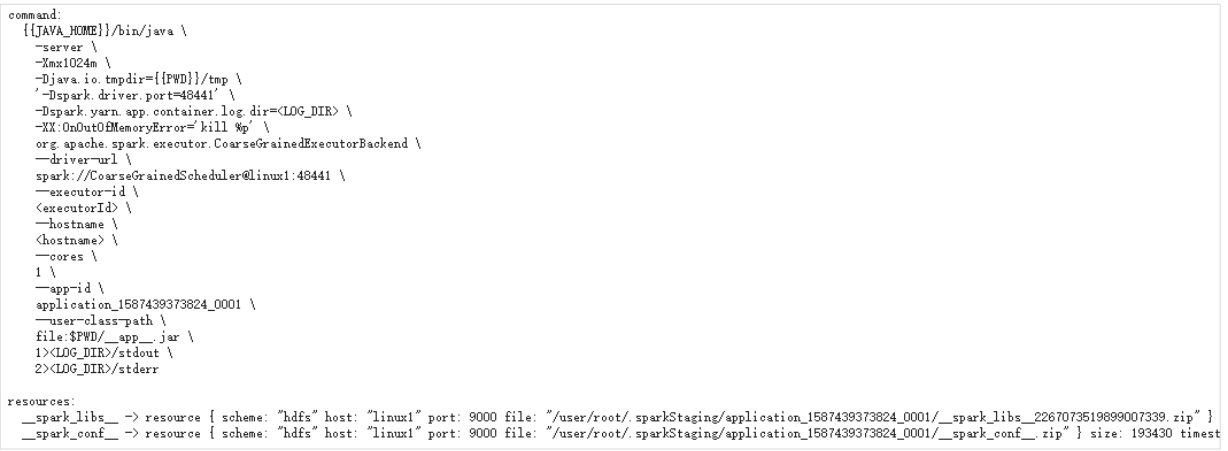 command:
  {{JAVA_HOME}}/bin/java \
    -server \
    -Xmx1024m \
    -Djava.io.tmpdir={{PWD}}/tmp \
    '-Dspark.driver.port=48441' \
    -Dspark.yarn.app.container.log.dir=<LOG_DIR> \
    -XX:OnOutOfMemoryError='kill %p' \
    org.apache.spark.executor.CoarseGrainedExecutorBackend \
    --driver-url \
    spark://CoarseGrainedScheduler@linux1:48441 \
    --executor-id \
    <executorId> \
    --hostname \
    <hostname> \
    --cores \
    1 \
    --app-id \
    application_1587439373824_0001 \
    --user-class-path \
    file:$PWD/__app__.jar \
    1><LOG_DIR>/stdout \
    2><LOG_DIR>/stderr
resources:
  __spark_libs__ -> resource { scheme: "hdfs" host: "linux1" port: 9000 file: "/user/root/.sparkStaging/application_1587439373824_0001/__spark_libs__2267073519899007339.zip" }
  __spark_conf__ -> resource { scheme: "hdfs" host: "linux1" port: 9000 file: "/user/root/.sparkStaging/application_1587439373824_0001/__spark_conf__.zip" } size: 193430 timest